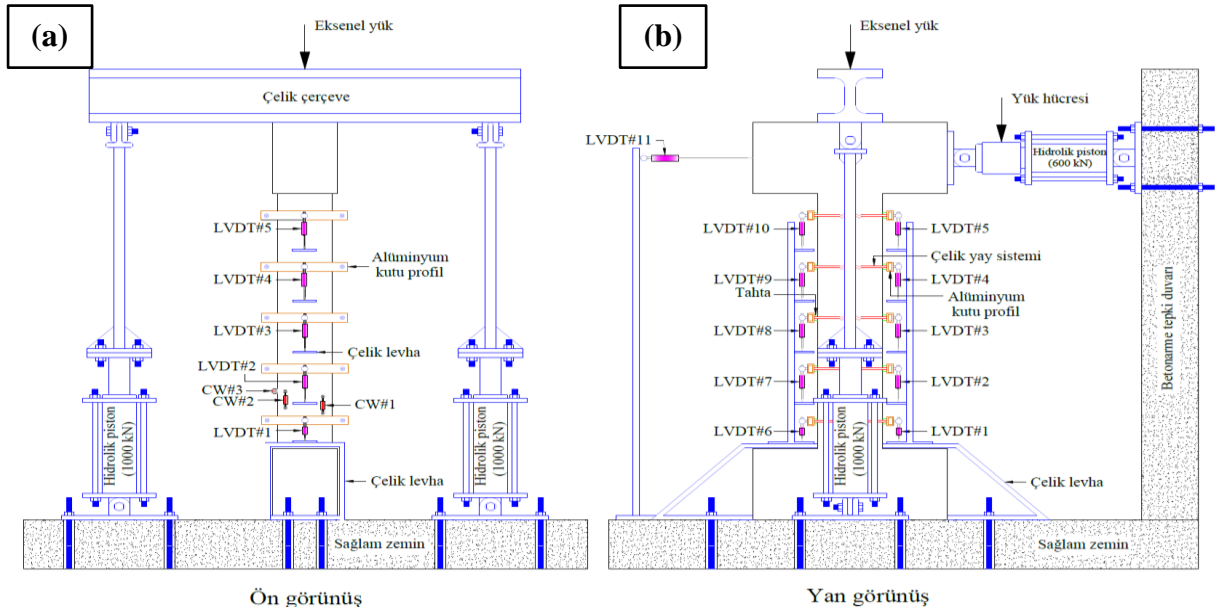 (a)
Eksenel yük
Çelik çerçeve
LVDT#5
Alüminyum
kutu profil
LVDT#4
LVDT#3
Çelik levha
LVDT#2
CW#3
CW#2
CW#1
LVDT#1
Hidrolik piston
(1000 kN)
Hidrolik piston
(1000 kN)
Çelik levha
Sağlam zemin
Ön görünüş
(b)
Eksenel yük
Yük hücresi
LVDT#11
Hidrolik piston
(600 kN)
LVDT#10
LVDT#5
Çelik yay sistemi
LVDT#9
LVDT#4
Tahta
Alüminyum
kutu profil
LVDT#8
LVDT#3
LVDT#7
LVDT#2
LVDT#6
LVDT#1
Hidrolik piston
(1000 kN)
Çelik levha
Betonarme tepki duvarı
Sağlam zemin
Yan görünüş